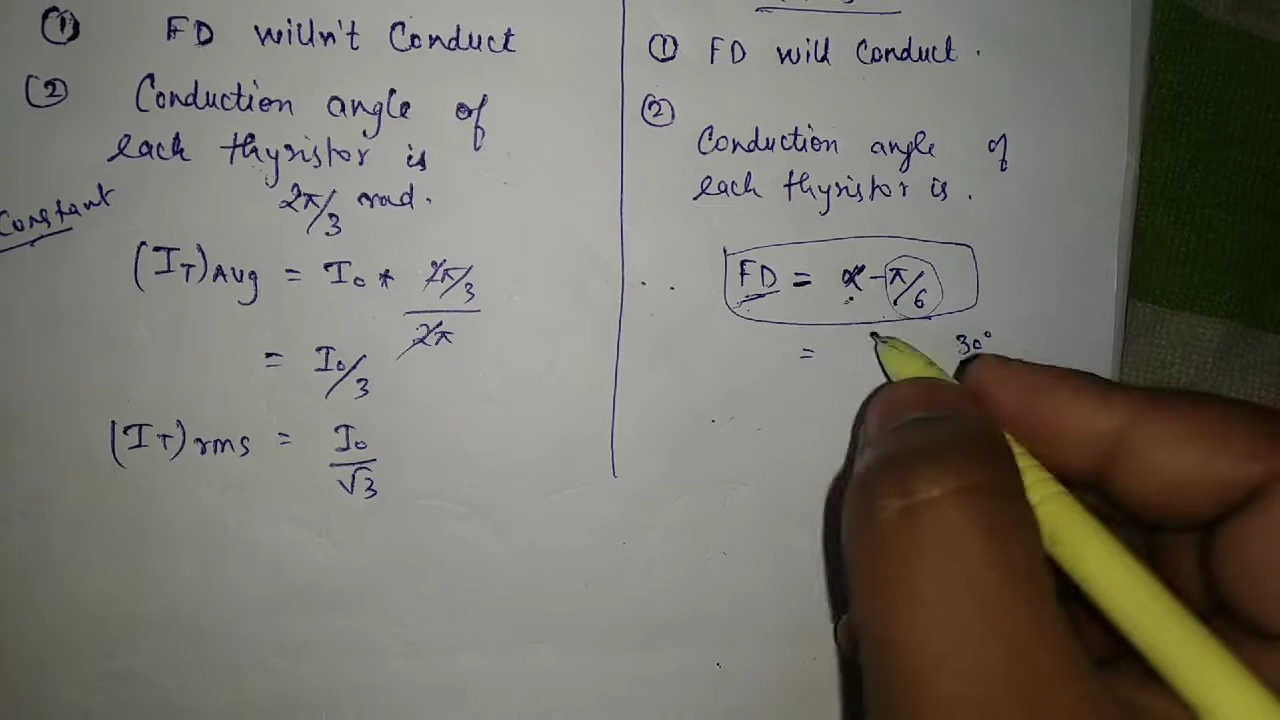 ① FD willn't Conduct
② Conduction angle of
each thyristor is
2π/3 rad.
Constant
(I_T)Avg = I₀ * (2π/3)/(2π)
= I₀/3
(I_T)rms = I₀/√3
① FD will Conduct.
②
Conduction angle of
each thyristor is.
FD = α - π/6
= 30°